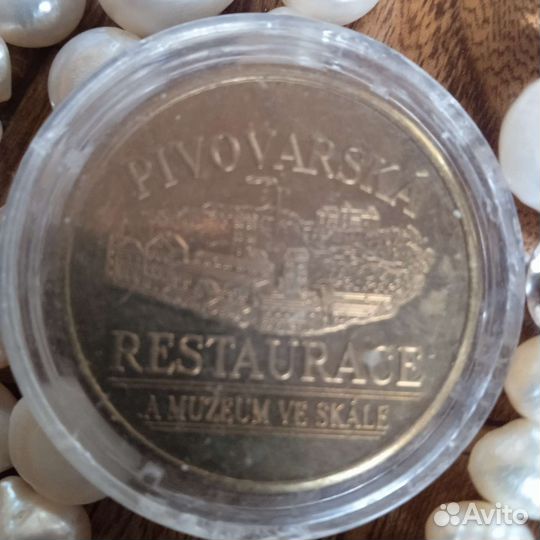 PIVOVARSKÁ
RESTAURACE
A MUZEUM VE SKÁLE
Avito